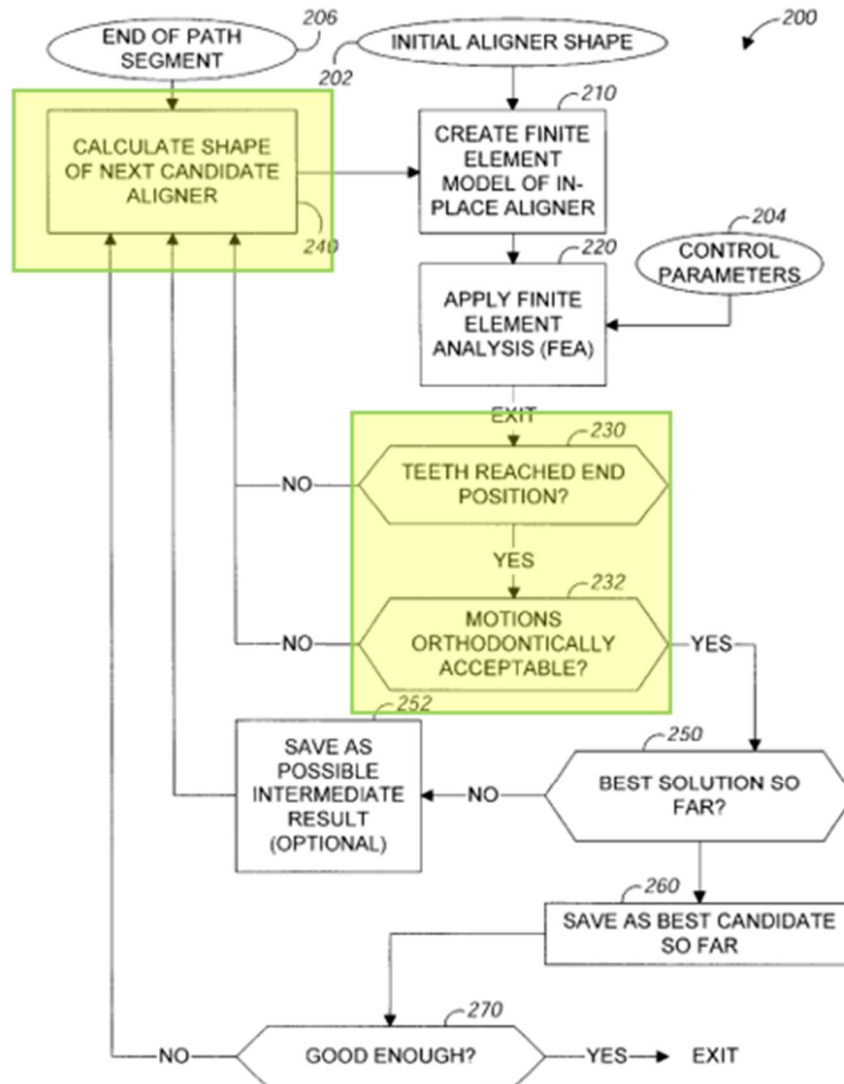 END OF PATH
SEGMENT
206
202
INITIAL ALIGNER SHAPE
200
CALCULATE SHAPE
OF NEXT CANDIDATE
ALIGNER
240
210
CREATE FINITE
ELEMENT
MODEL OF IN-
PLACE ALIGNER
204
CONTROL
PARAMETERS
220
APPLY FINITE
ELEMENT
ANALYSIS (FEA)
EXIT
230
TEETH REACHED END
POSITION?
NO
YES
232
MOTIONS
ORTHODONTICALLY
ACCEPTABLE?
NO
YES
252
SAVE AS
POSSIBLE
INTERMEDIATE
RESULT
(OPTIONAL)
NO
250
BEST SOLUTION SO
FAR?
260
SAVE AS BEST CANDIDATE
SO FAR
270
NO
GOOD ENOUGH?
YES
EXIT